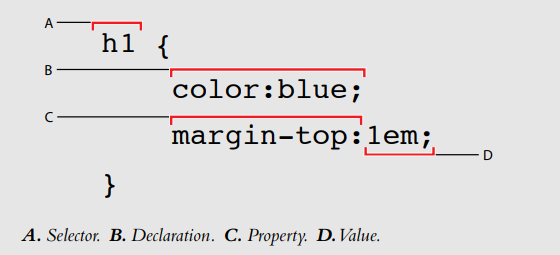 A
h1 {
B
color:blue;
C
margin-top:1em;
D
}
A. Selector. B. Declaration. C. Property. D. Value.